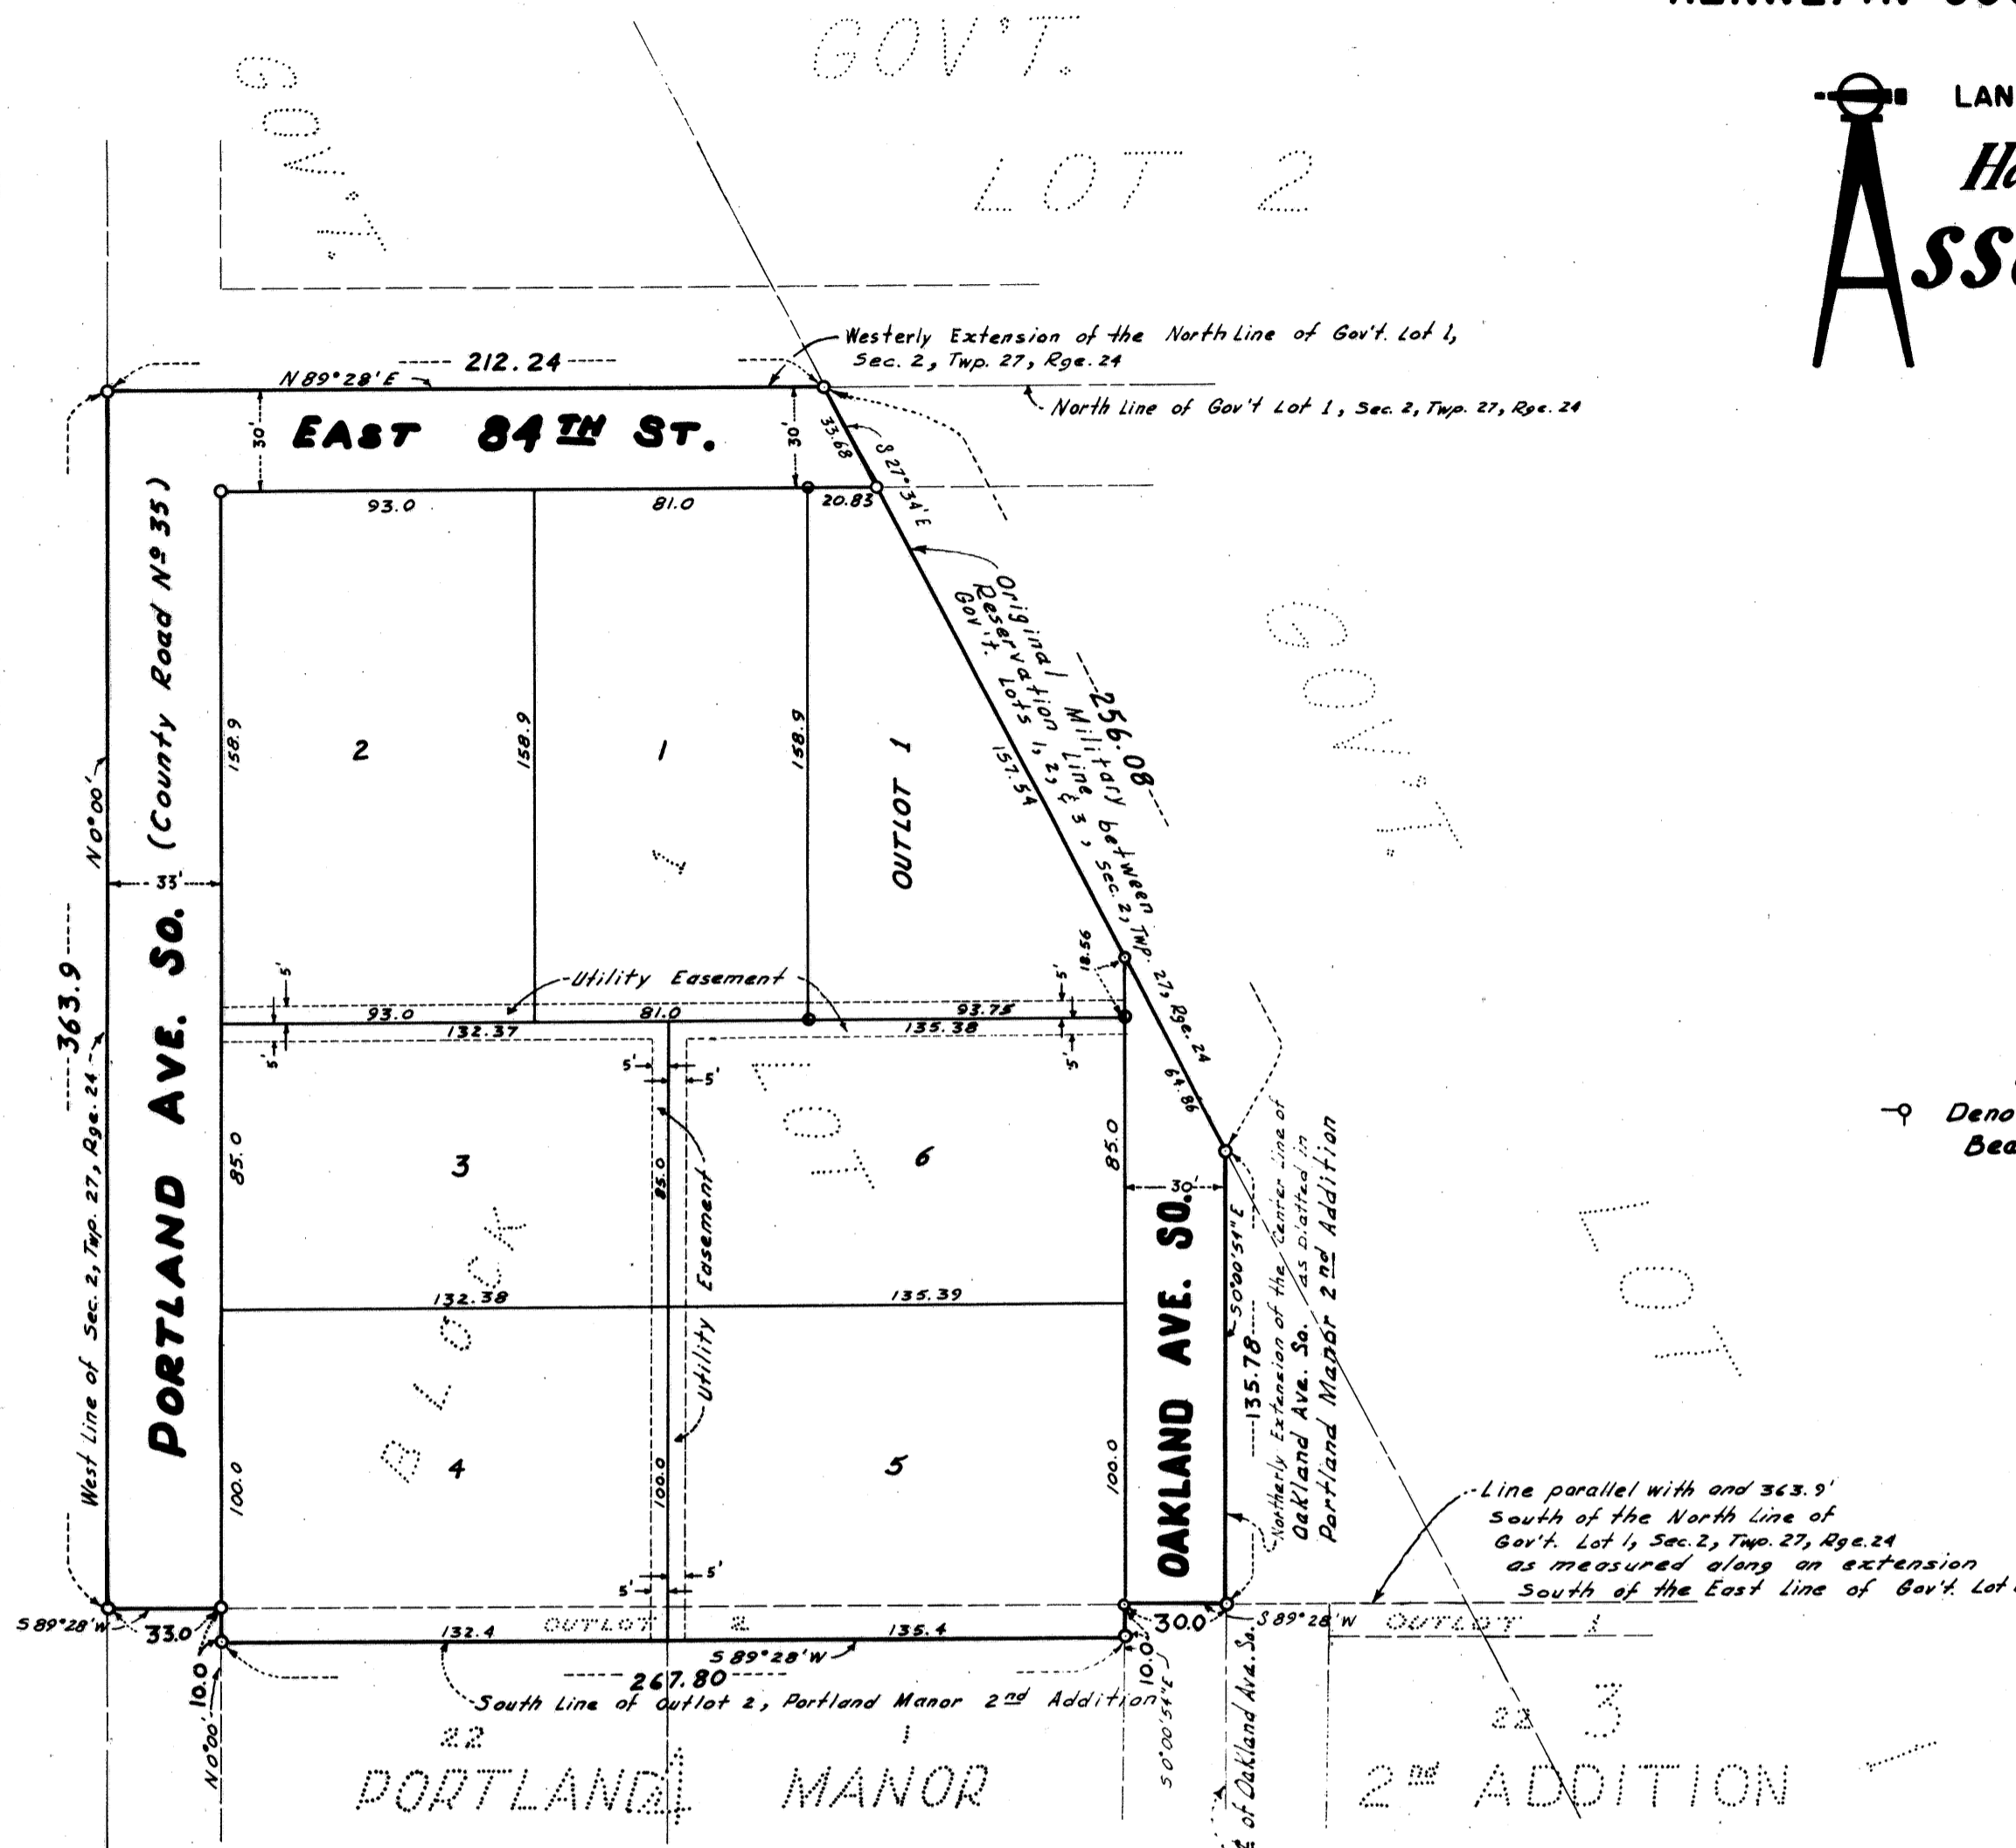 GOV'T.
GOV'T.
LOT 2
LAN
Ha
Westerly Extension of the North Line of Gov't. Lot 1,
Sec. 2, Twp. 27, Rge. 24
North line of Gov't Lot 1, Sec. 2, Twp. 27, Rge. 24
212.24
N 89°28'E
30'
EAST 84TH ST.
30'
33.68
S 27°34'E
93.0
81.0
20.83
Original Military
Reservation Line between
Gov't. Lots 1, 2, & 3, Sec. 2, Twp. 27, Rge. 24
256.08
157.54
GOV'T.
PORTLAND AVE. SO. (County Road Nº 35)
N 0°00'
33'
363.9
West Line of Sec. 2, Twp. 27, Rge. 24
158.9
2
158.9
1
1
158.9
OUTLOT 1
18.56
5'
Utility Easement
5'
93.0
81.0
93.75
132.37
135.38
5'
5'
5'
5'
64.86
LOT
85.0
3
85.0
6
85.0
30'
Utility Easement
BLOCK
132.38
135.39
100.0
4
100.0
5
100.0
OAKLAND AVE. SO.
S0°00'54"E
135.78
Northerly Extension of the Center Line of
Oakland Ave. So. as Platted in
Portland Manor 2nd Addition
Deno
Bea
LOT
Line parallel with and 363.9'
South of the North Line of
Gov't. Lot 1, Sec. 2, Twp. 27, Rge. 24
as measured along an extension
South of the East Line of Gov't. Lot
5'
5'
S 89°28'W
33.0
132.4
OUTLOT 2
135.4
30.0
S 89°28'W
OUTLOT 1
S 89°28'W
267.80
10.0
10.0
N 0°00'
S 0°00'54"E
South Line of Outlot 2, Portland Manor 2nd Addition
of Oakland Ave. So.
22
1
22
3
PORTLAND MANOR 2ND ADDITION